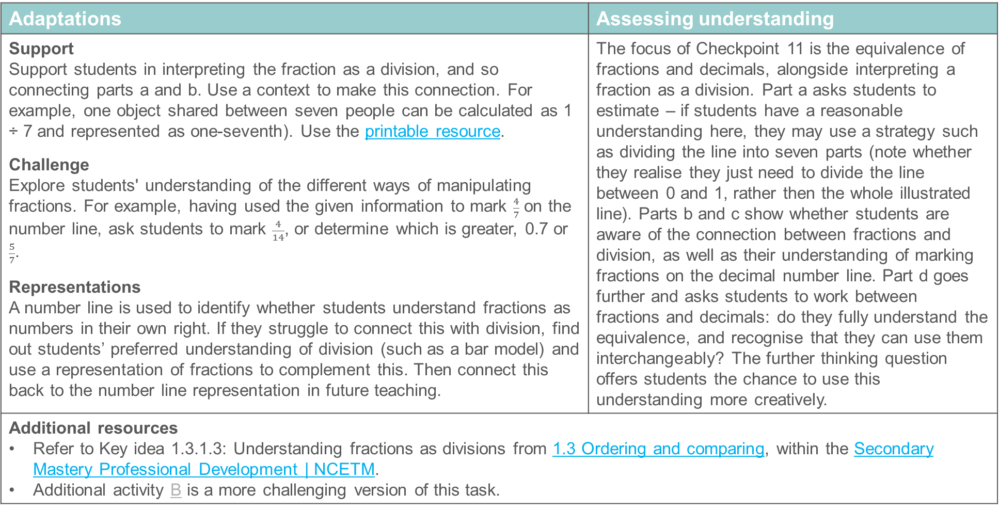 Adaptations
Support
Support students in interpreting the fraction as a division, and so
connecting parts a and b. Use a context to make this connection. For
example, one object shared between seven people can be calculated as 1
÷ 7 and represented as one-seventh). Use the printable resource.
Challenge
Explore students' understanding of the different ways of manipulating
fractions. For example, having used the given information to mark 4/7 on the
number line, ask students to mark 4/14, or determine which is greater, 0.7 or
5/7.
Representations
A number line is used to identify whether students understand fractions as
numbers in their own right. If they struggle to connect this with division, find
out students’ preferred understanding of division (such as a bar model) and
use a representation of fractions to complement this. Then connect this
back to the number line representation in future teaching.
Assessing understanding
The focus of Checkpoint 11 is the equivalence of
fractions and decimals, alongside interpreting a
fraction as a division. Part a asks students to
estimate – if students have a reasonable
understanding here, they may use a strategy such
as dividing the line into seven parts (note whether
they realise they just need to divide the line
between 0 and 1, rather then the whole illustrated
line). Parts b and c show whether students are
aware of the connection between fractions and
division, as well as their understanding of marking
fractions on the decimal number line. Part d goes
further and asks students to work between
fractions and decimals: do they fully understand the
equivalence, and recognise that they can use them
interchangeably? The further thinking question
offers students the chance to use this
understanding more creatively.
Additional resources
• Refer to Key idea 1.3.1.3: Understanding fractions as divisions from 1.3 Ordering and comparing, within the Secondary
Mastery Professional Development | NCETM.
• Additional activity B is a more challenging version of this task.